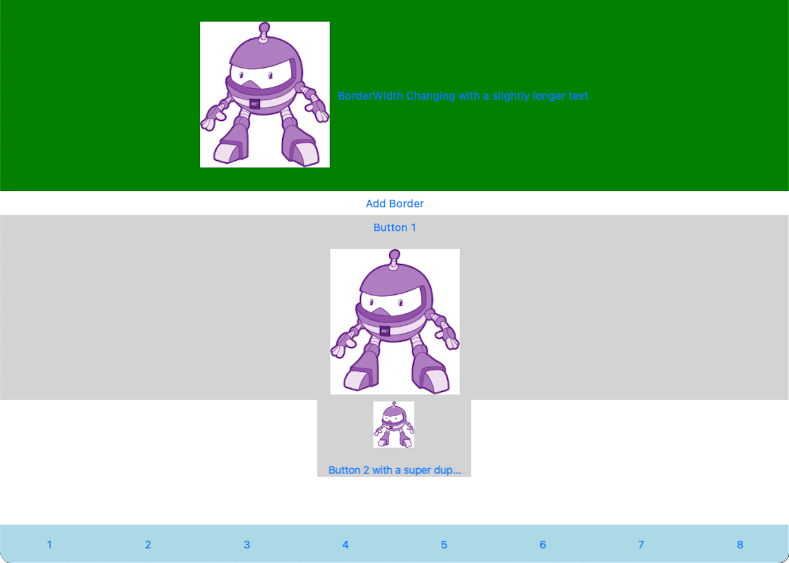 BorderWidth Changing with a slightly longer text
Add Border
Button 1
Button 2 with a super dup...
1 2 3 4 5 6 7 8